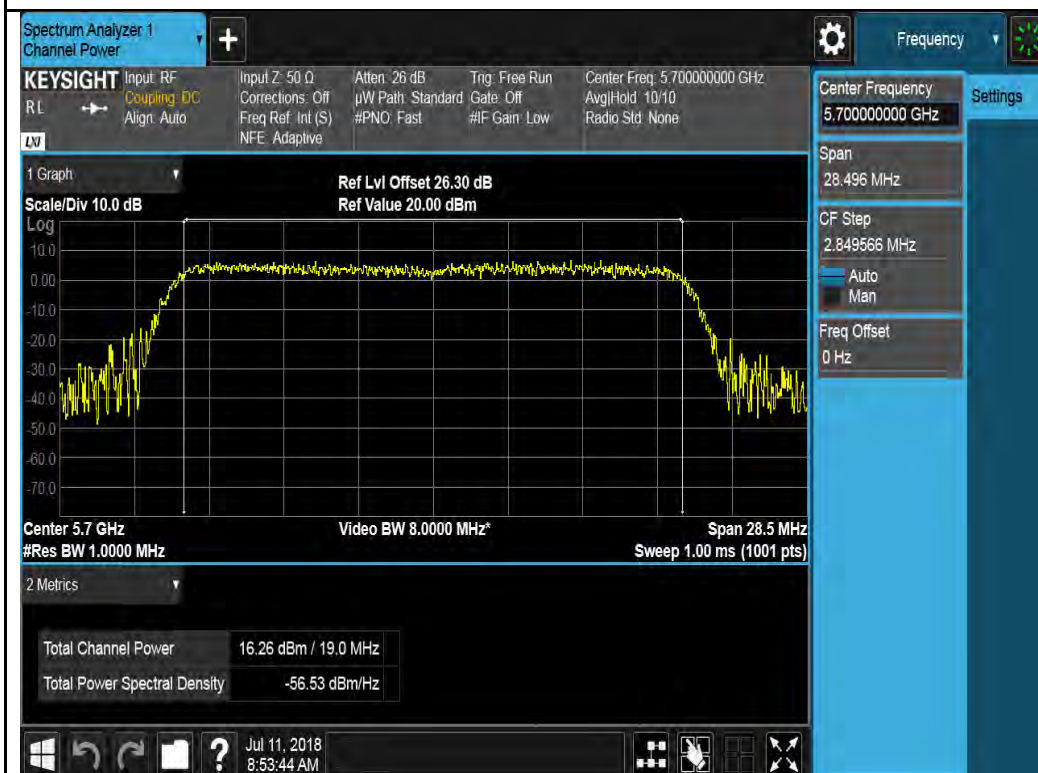 Spectrum Analyzer 1
Channel Power
+
Frequency
KEYSIGHT
R L
LXI
Input: RF
Coupling: DC
Align: Auto
Input Z: 50 Ω
Corrections: Off
Freq Ref: Int (S)
NFE: Adaptive
Atten: 26 dB
µW Path: Standard
#PNO: Fast
Trig: Free Run
Gate: Off
#IF Gain: Low
Center Freq: 5.700000000 GHz
Avg|Hold: 10/10
Radio Std: None
Center Frequency
5.700000000 GHz
Settings
Span
28.496 MHz
CF Step
2.849566 MHz
Auto
Man
Freq Offset
0 Hz
1 Graph
Scale/Div 10.0 dB
Ref Lvl Offset 26.30 dB
Ref Value 20.00 dBm
Log
10.0
0.00
-10.0
-20.0
-30.0
-40.0
-50.0
-60.0
-70.0
Center 5.7 GHz
Video BW 8.0000 MHz*
Span 28.5 MHz
#Res BW 1.0000 MHz
Sweep 1.00 ms (1001 pts)
2 Metrics
Total Channel Power 16.26 dBm / 19.0 MHz
Total Power Spectral Density -56.53 dBm/Hz
?
Jul 11, 2018
8:53:44 AM